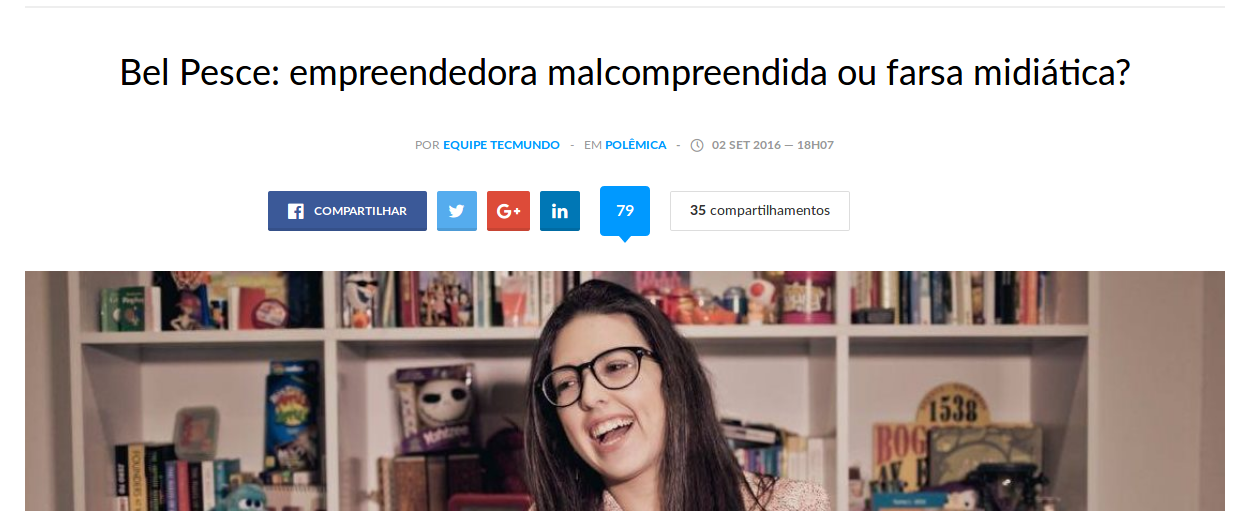 Bel Pesce: empreendedora malcompreendida ou farsa midiática?
POR EQUIPE TECMUNDO - EM POLÊMICA - 02 SET 2016 — 18H07
COMPARTILHAR G+ in 79 35 compartilhamentos
1538
BOG